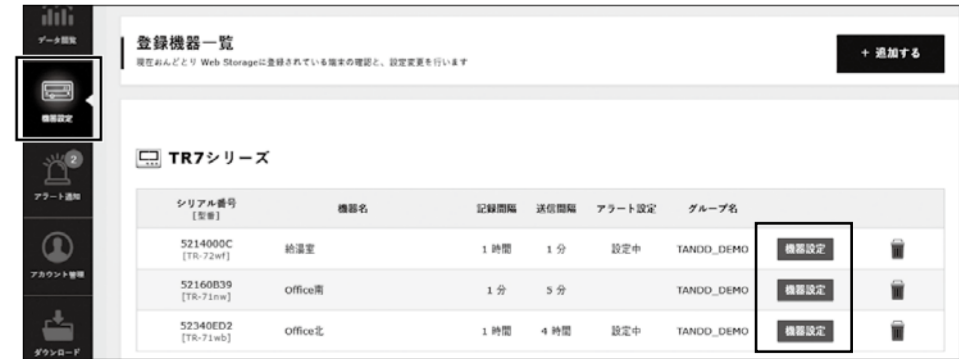 データ閲覧
機器設定
2
アラート通知
アカウント管理
ダウンロード
登録機器一覧
現在おんどとり Web Storageに登録されている端末の確認と、設定変更を行います
+ 追加する
TR7シリーズ
シリアル番号 [型番] 機器名 記録間隔 送信間隔 アラート設定 グループ名
5214000C [TR-72wf] 給湯室 1 時間 1 分 設定中 TANDD_DEMO 機器設定
52160B39 [TR-71nw] Office南 1 分 5 分 TANDD_DEMO 機器設定
52340ED2 [TR-71wb] Office北 1 時間 4 時間 設定中 TANDD_DEMO 機器設定